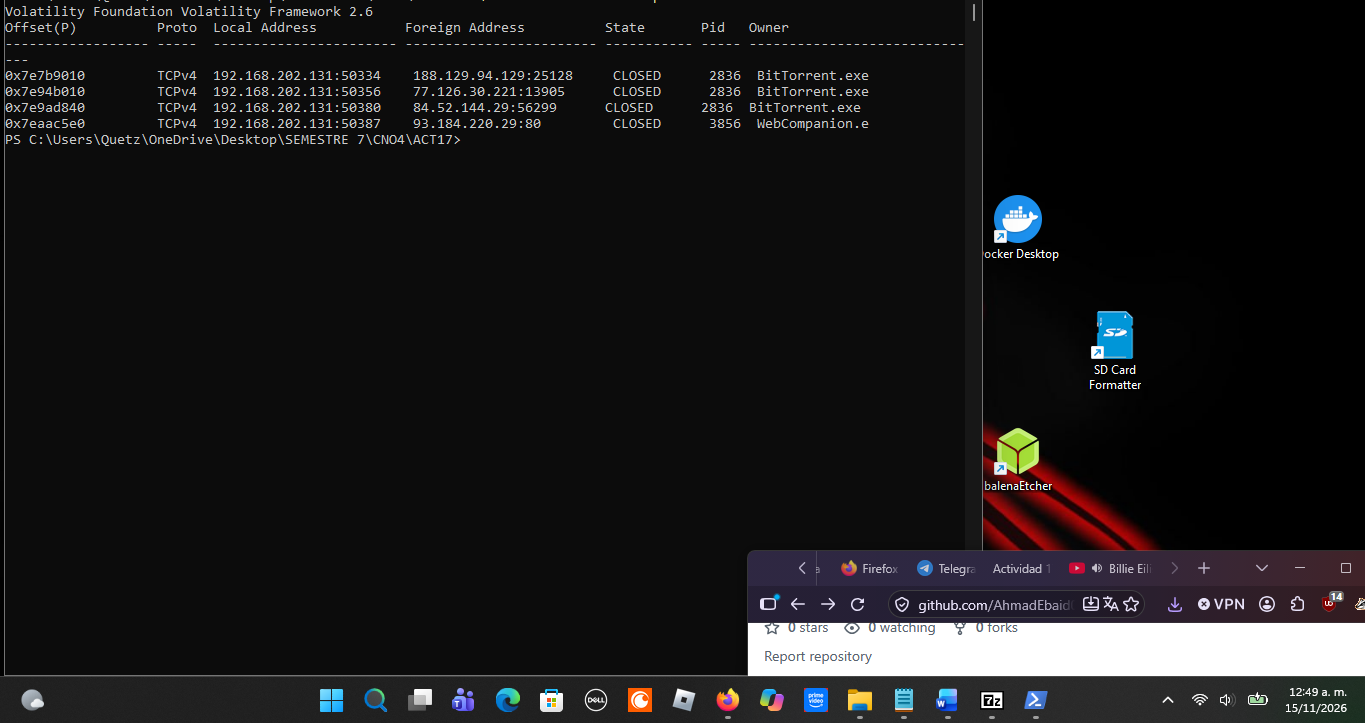 Volatility Foundation Volatility Framework 2.6
Offset(P) Proto Local Address Foreign Address State Pid Owner
------------------ ----- ----------------------- ------------------------ ----------- ----- ---------------------------
---
0x7e7b9010 TCPv4 192.168.202.131:50334 188.129.94.129:25128 CLOSED 2836 BitTorrent.exe
0x7e94b010 TCPv4 192.168.202.131:50356 77.126.30.221:13905 CLOSED 2836 BitTorrent.exe
0x7e9ad840 TCPv4 192.168.202.131:50380 84.52.144.29:56299 CLOSED 2836 BitTorrent.exe
0x7eaac5e0 TCPv4 192.168.202.131:50387 93.184.220.29:80 CLOSED 3856 WebCompanion.e
PS C:\Users\Quetz\OneDrive\Desktop\SEMESTRE 7\CNO4\ACT17>
ocker Desktop
SD
SD Card
Formatter
balenaEtcher
Firefox Telegra Actividad 1 Billie Eili
github.com/AhmadEbaid VPN 14
0 stars 0 watching 0 forks
Report repository
DELL
prime video
7z
12:49 a. m.
15/11/2026